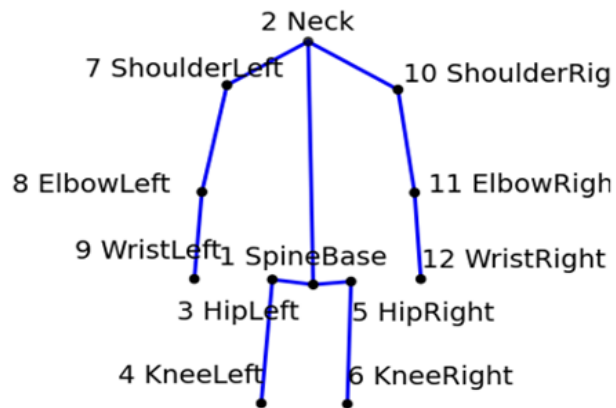 2 Neck
7 ShoulderLeft
10 ShoulderRig
8 ElbowLeft
11 ElbowRigh
9 WristLeft
1 SpineBase
12 WristRight
3 HipLeft
5 HipRight
4 KneeLeft
6 KneeRight